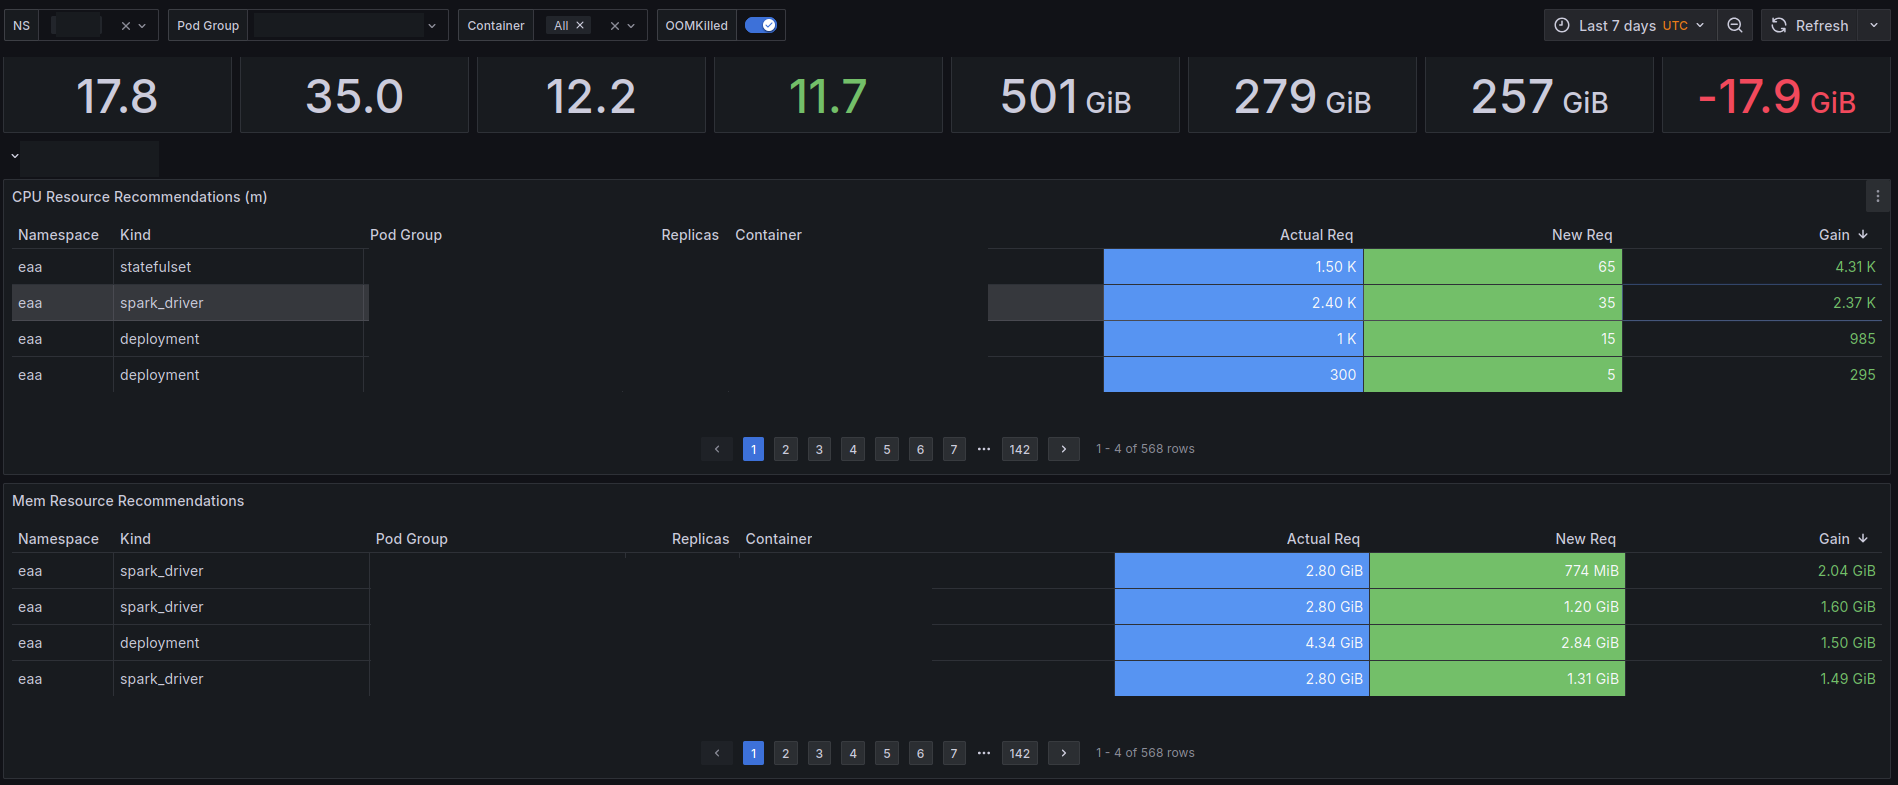 NS Pod Group Container All OOMKilled Last 7 days UTC Refresh
17.8 35.0 12.2 11.7 501 GiB 279 GiB 257 GiB -17.9 GiB
CPU Resource Recommendations (m)
Namespace Kind Pod Group Replicas Container Actual Req New Req Gain
eaa statefulset 1.50 K 65 4.31 K
eaa spark_driver 2.40 K 35 2.37 K
eaa deployment 1 K 15 985
eaa deployment 300 5 295
1 2 3 4 5 6 7 ... 142 1 - 4 of 568 rows
Mem Resource Recommendations
Namespace Kind Pod Group Replicas Container Actual Req New Req Gain
eaa spark_driver 2.80 GiB 774 MiB 2.04 GiB
eaa spark_driver 2.80 GiB 1.20 GiB 1.60 GiB
eaa deployment 4.34 GiB 2.84 GiB 1.50 GiB
eaa spark_driver 2.80 GiB 1.31 GiB 1.49 GiB
1 2 3 4 5 6 7 ... 142 1 - 4 of 568 rows